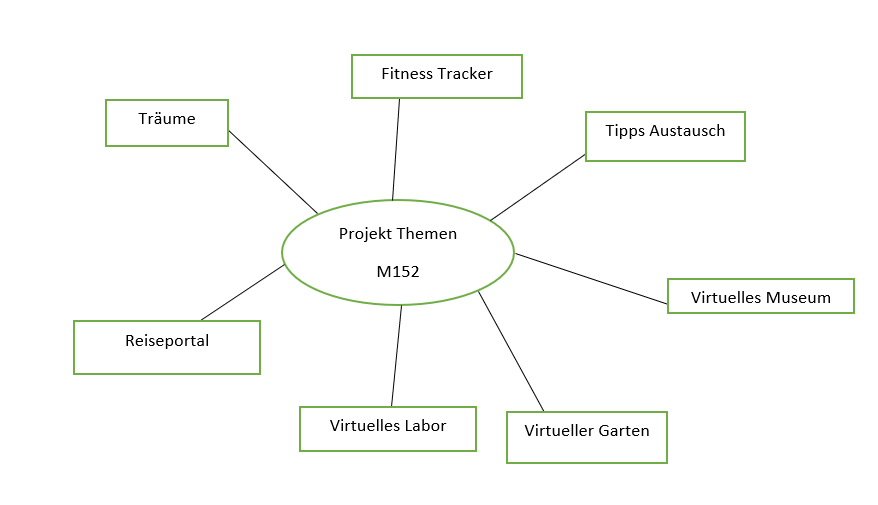 Fitness Tracker
Träume
Tipps Austausch
Projekt Themen
M152
Virtuelles Museum
Reiseportal
Virtuelles Labor
Virtueller Garten